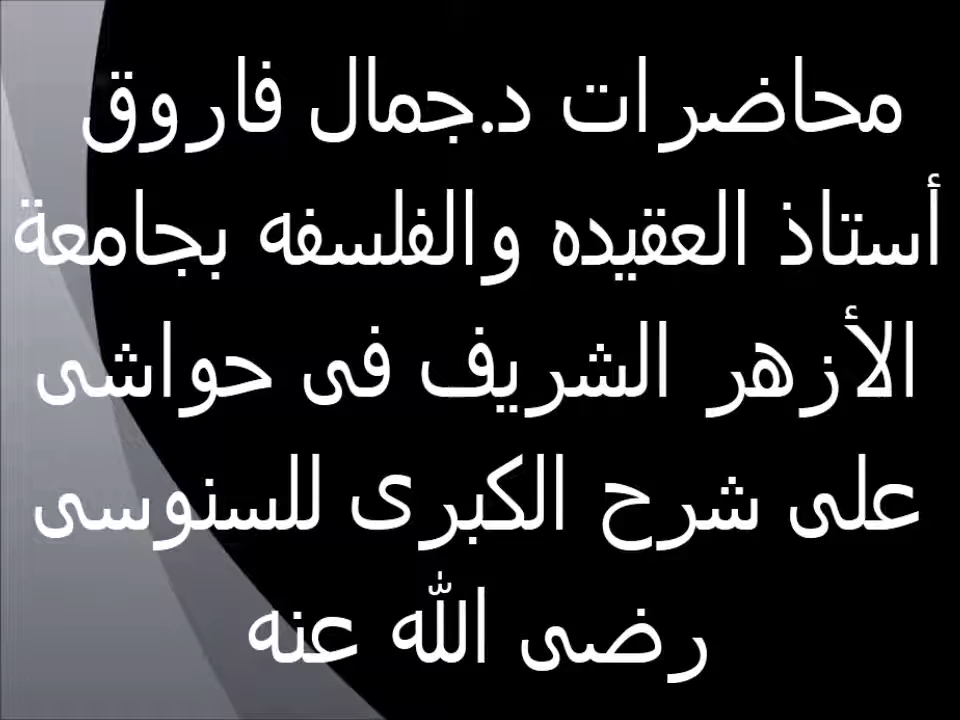 محاضرات د.جمال فاروق
أستاذ العقيده والفلسفه بجامعة
الأزهر الشريف فى حواشى
على شرح الكبرى للسنوسى
رضى الله عنه